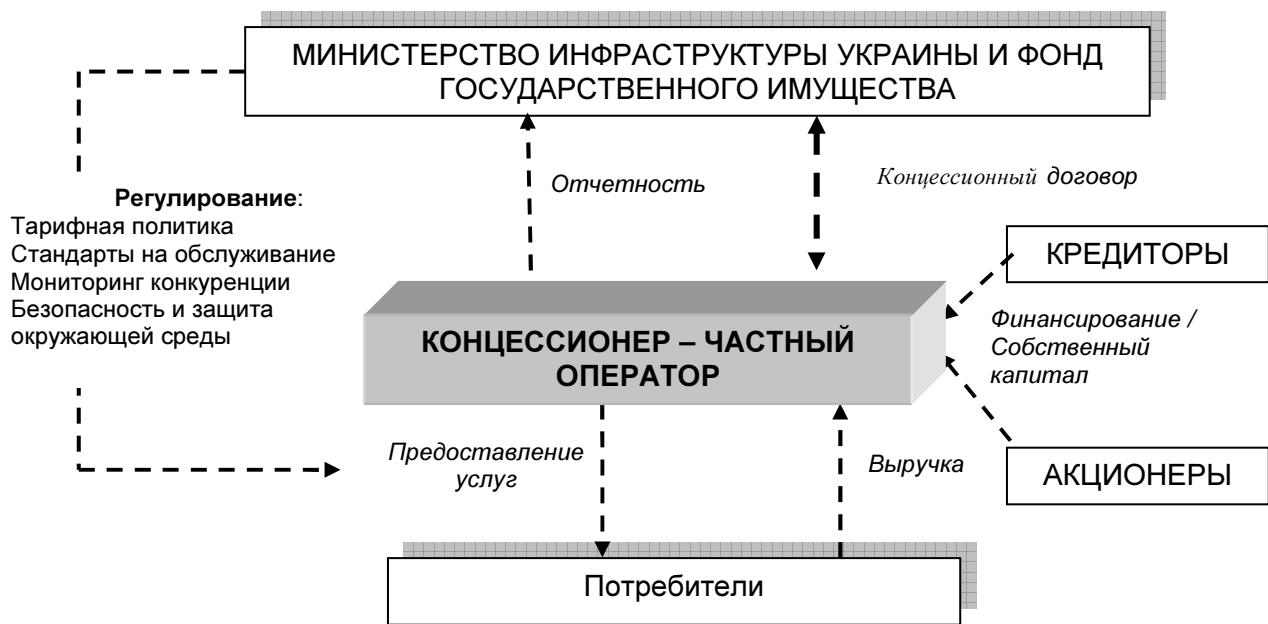 МИНИСТЕРСТВО ИНФРАСТРУКТУРЫ УКРАИНЫ И ФОНД
ГОСУДАРСТВЕННОГО ИМУЩЕСТВА
Отчетность
Концессионный договор
Регулирование:
Тарифная политика
Стандарты на обслуживание
Мониторинг конкуренции
Безопасность и защита
окружающей среды
КРЕДИТОРЫ
Финансирование /
Собственный
капитал
КОНЦЕССИОНЕР – ЧАСТНЫЙ
ОПЕРАТОР
Предоставление
услуг
Выручка
АКЦИОНЕРЫ
Потребители